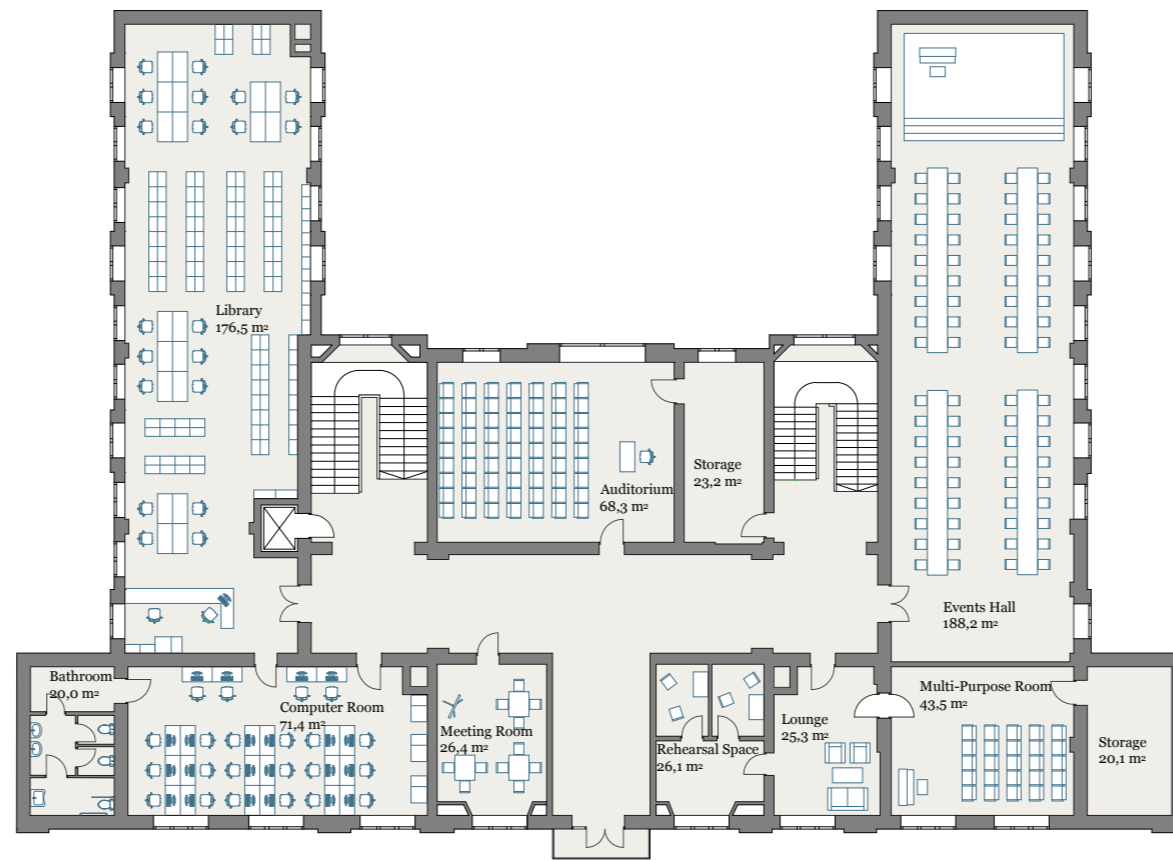 Library
176,5 m²
Storage
23,2 m²
Auditorium
68,3 m²
Events Hall
188,2 m²
Bathroom
20,0 m²
Computer Room
71,4 m²
Meeting Room
26,4 m²
Rehearsal Space
26,1 m²
Lounge
25,3 m²
Multi-Purpose Room
43,5 m²
Storage
20,1 m²